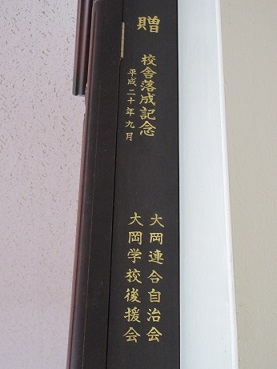 贈
校舎落成記念
平成二十年九月
大岡連合自治会
大岡学校後援会